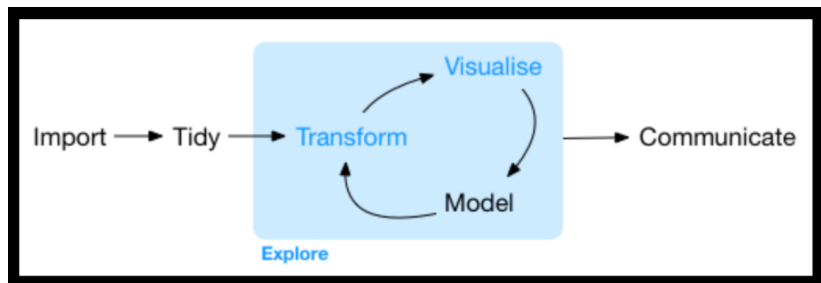 Visualise
Import
Tidy
Transform
Communicate
Model
Explore